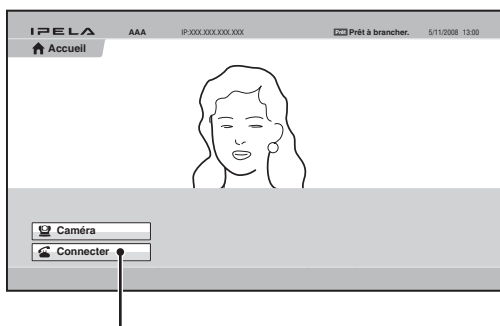 IPELA AAA IP:XXX.XXX.XXX.XXX Prêt Prêt à brancher. 5/11/2008 13:00
Accueil
Caméra
Connecter